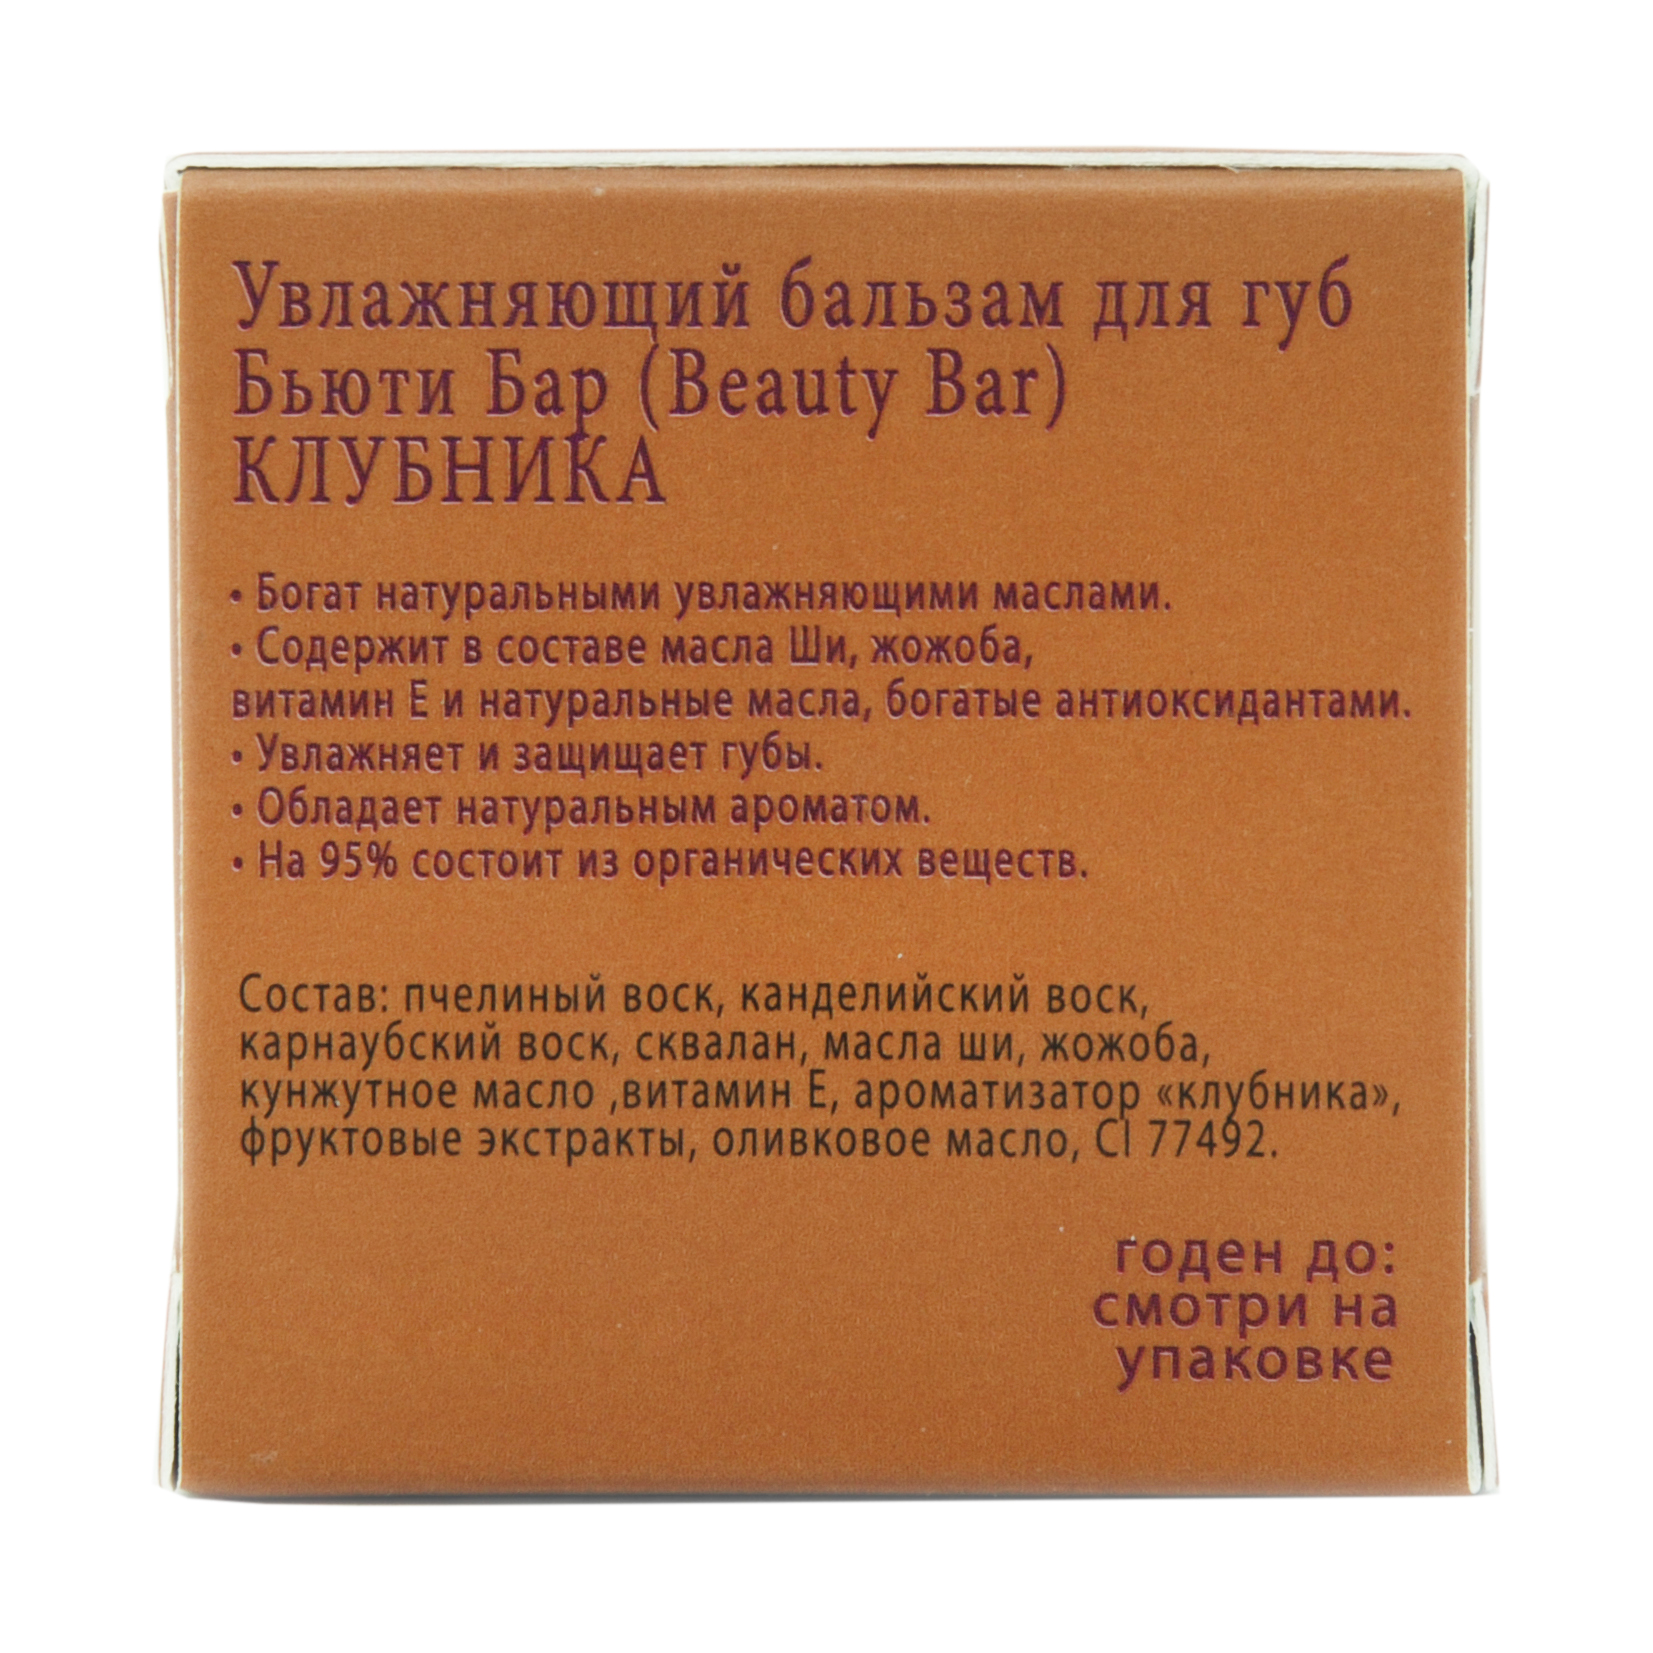 Увлажняющий бальзам для губ
Бьюти Бар (Beauty Bar)
КЛУБНИКА
• Богат натуральными увлажняющими маслами.
• Содержит в составе масла Ши, жожоба,
витамин Е и натуральные масла, богатые антиоксидантами.
• Увлажняет и защищает губы.
• Обладает натуральным ароматом.
• На 95% состоит из органических веществ.
Состав: пчелиный воск, канделийский воск,
карнаубский воск, сквалан, масла ши, жожоба,
кунжутное масло ,витамин Е, ароматизатор «клубника»,
фруктовые экстракты, оливковое масло, CI 77492.
годен до:
смотри на
упаковке